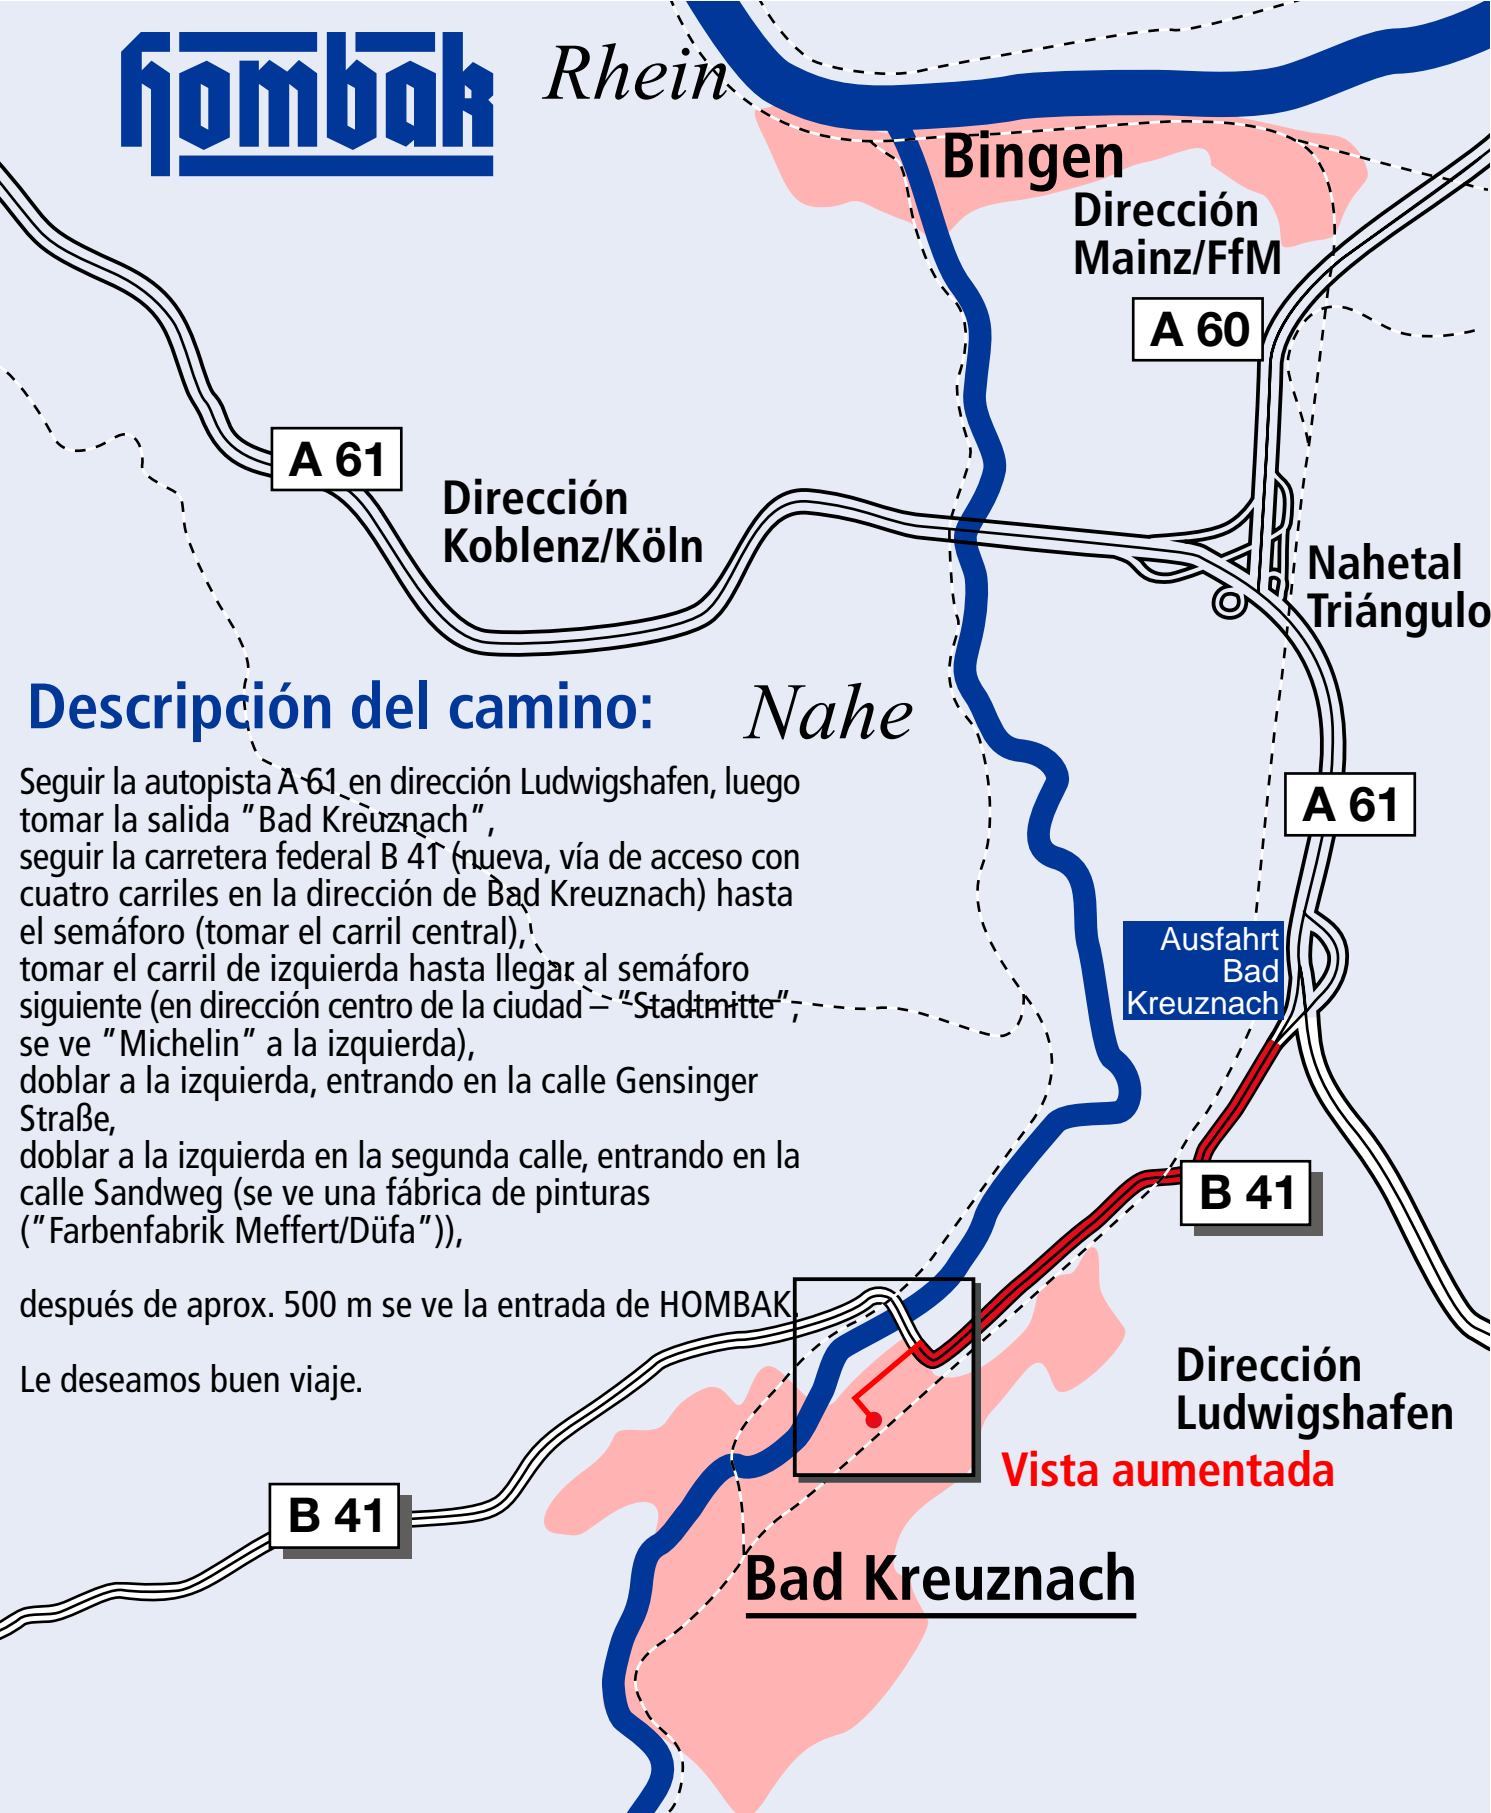 hombak
Rhein
Bingen
Dirección
Mainz/FfM
A 60
A 61
Dirección
Koblenz/Köln
Nahetal
Triángulo
Descripción del camino:
Nahe
Seguir la autopista A 61 en dirección Ludwigshafen, luego
tomar la salida "Bad Kreuznach",
seguir la carretera federal B 41 (nueva, vía de acceso con
cuatro carriles en la dirección de Bad Kreuznach) hasta
el semáforo (tomar el carril central),
tomar el carril de izquierda hasta llegar al semáforo
siguiente (en dirección centro de la ciudad – "Stadtmitte",
se ve "Michelin" a la izquierda),
doblar a la izquierda, entrando en la calle Gensinger
Straße,
doblar a la izquierda en la segunda calle, entrando en la
calle Sandweg (se ve una fábrica de pinturas
("Farbenfabrik Meffert/Düfa")),
después de aprox. 500 m se ve la entrada de HOMBAK.
Le deseamos buen viaje.
A 61
Ausfahrt
Bad
Kreuznach
B 41
Dirección
Ludwigshafen
Vista aumentada
B 41
Bad Kreuznach